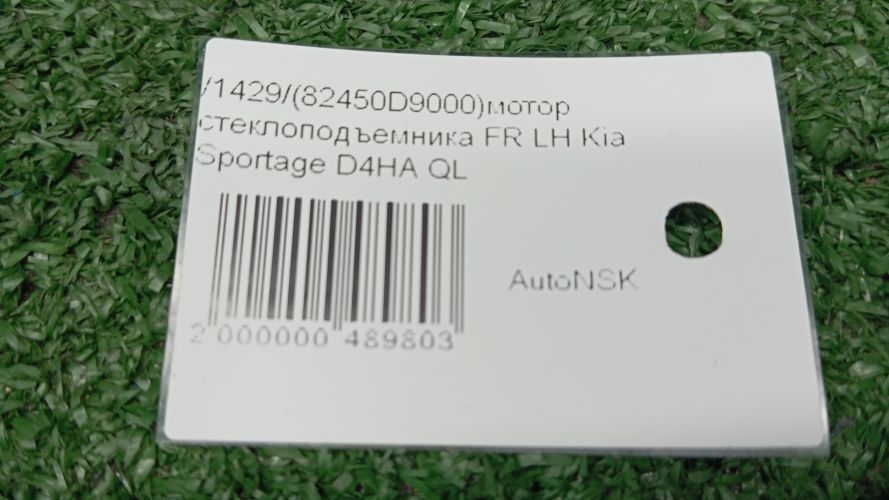 /1429/(82450D9000)мотор
стеклоподъемника FR LH Kia
Sportage D4HA QL
AutoNSK
2 000000 489803